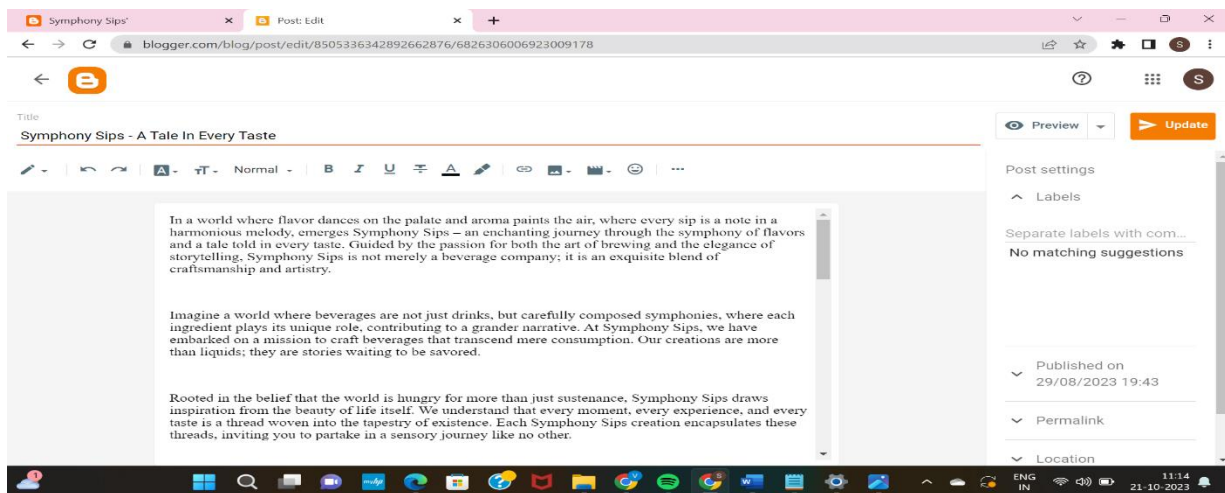 Symphony Sips'
Post: Edit
blogger.com/blog/post/edit/8505336342892662876/6826306006923009178
S
S
Title
Symphony Sips - A Tale In Every Taste
Preview
Update
Normal
B I U A
Post settings
Labels
Separate labels with com...
No matching suggestions
Published on
29/08/2023 19:43
Permalink
Location
In a world where flavor dances on the palate and aroma paints the air, where every sip is a note in a
harmonious melody, emerges Symphony Sips – an enchanting journey through the symphony of flavors
and a tale told in every taste. Guided by the passion for both the art of brewing and the elegance of
storytelling, Symphony Sips is not merely a beverage company; it is an exquisite blend of
craftsmanship and artistry.
Imagine a world where beverages are not just drinks, but carefully composed symphonies, where each
ingredient plays its unique role, contributing to a grander narrative. At Symphony Sips, we have
embarked on a mission to craft beverages that transcend mere consumption. Our creations are more
than liquids; they are stories waiting to be savored.
Rooted in the belief that the world is hungry for more than just sustenance, Symphony Sips draws
inspiration from the beauty of life itself. We understand that every moment, every experience, and every
taste is a thread woven into the tapestry of existence. Each Symphony Sips creation encapsulates these
threads, inviting you to partake in a sensory journey like no other.
ENG
IN
11:14
21-10-2023